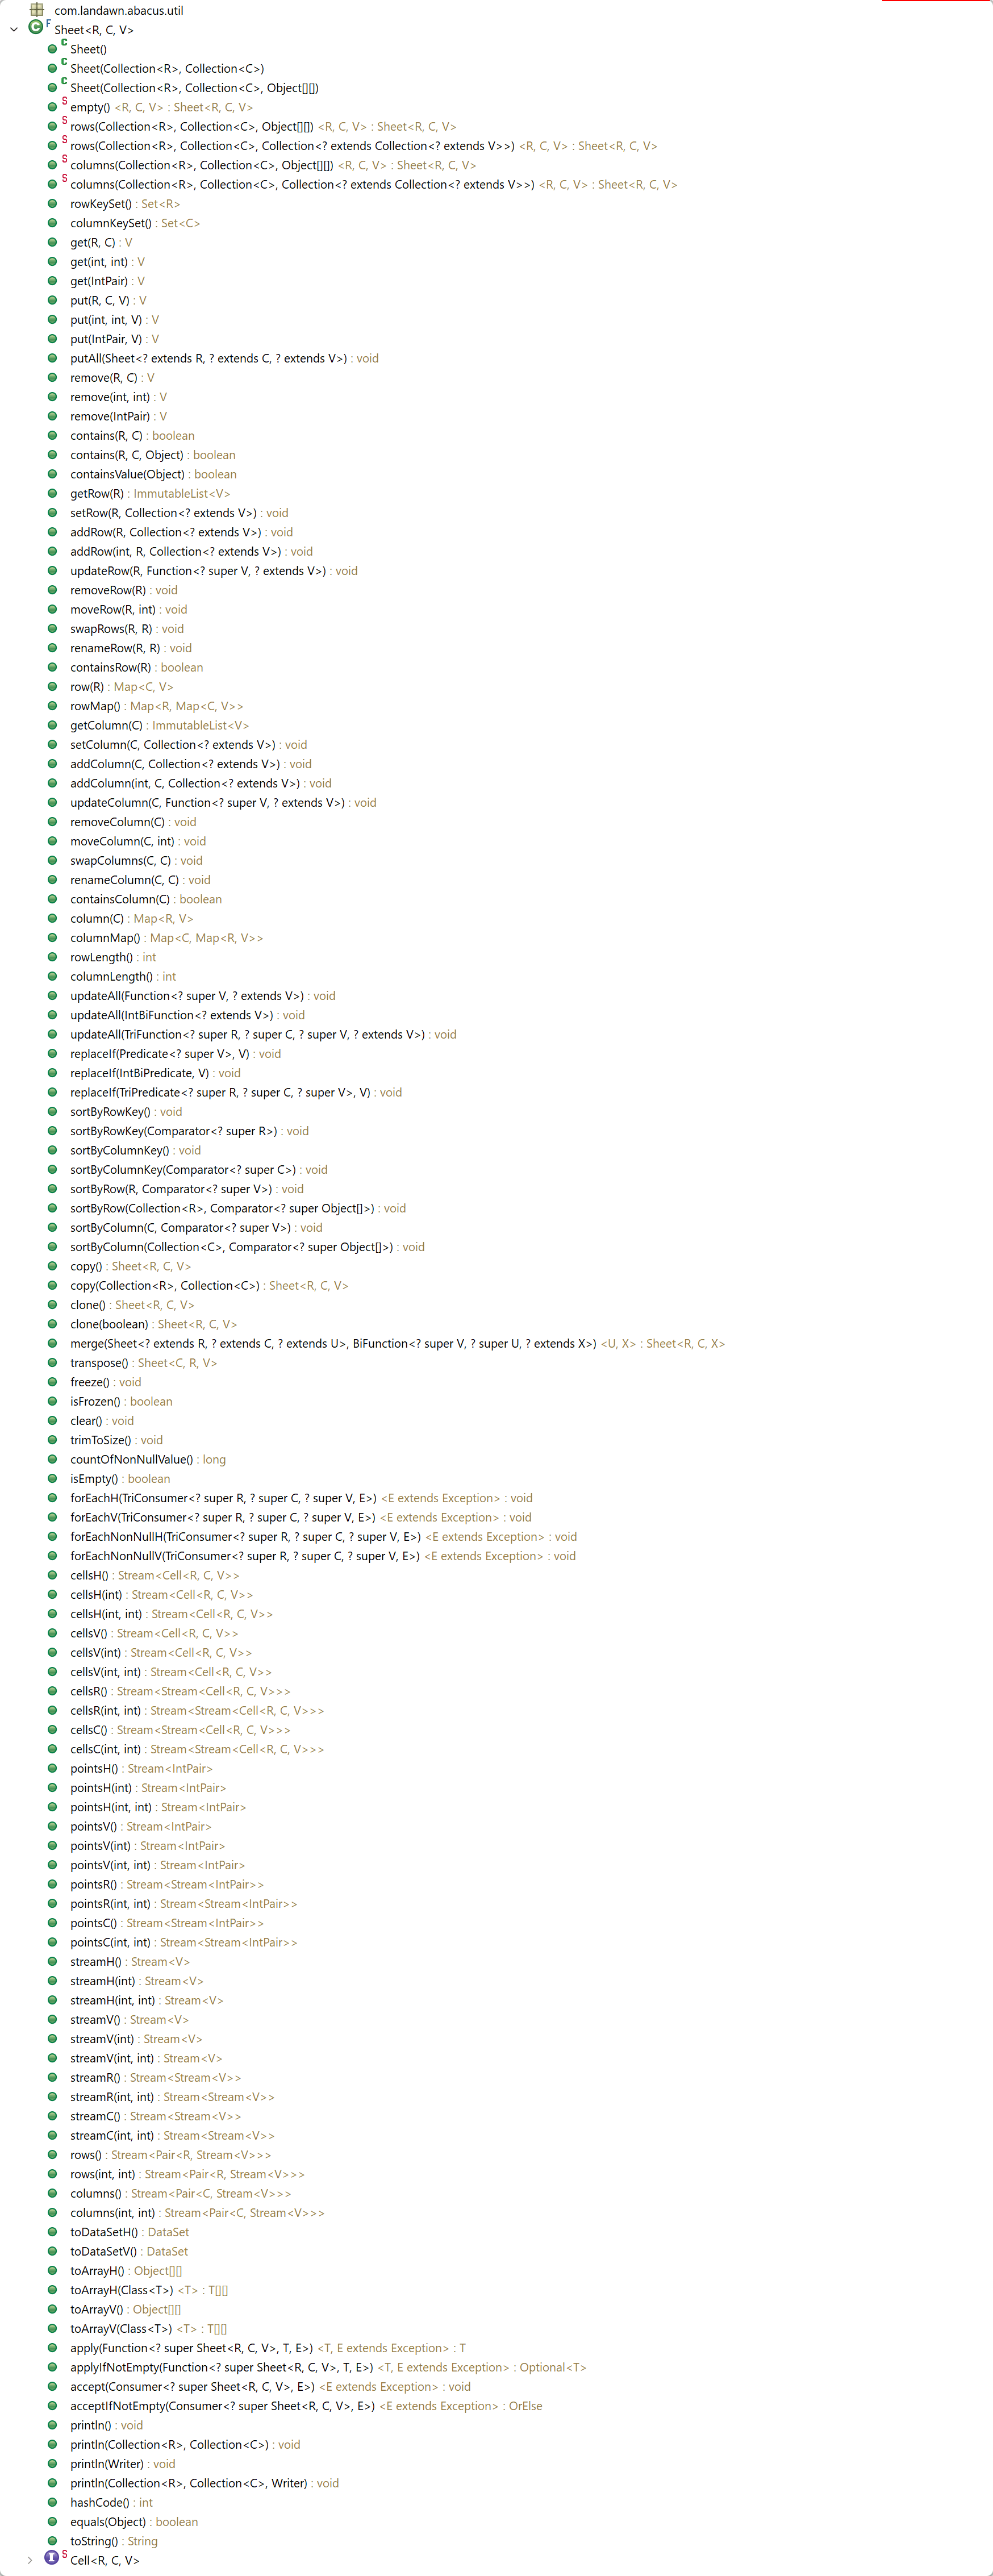 com.landawn.abacus.util
C F Sheet<R, C, V>
C Sheet()
C Sheet(Collection<R>, Collection<C>)
C Sheet(Collection<R>, Collection<C>, Object[][])
S empty() <R, C, V> : Sheet<R, C, V>
S rows(Collection<R>, Collection<C>, Object[][]) <R, C, V> : Sheet<R, C, V>
S rows(Collection<R>, Collection<C>, Collection<? extends Collection<? extends V>>) <R, C, V> : Sheet<R, C, V>
S columns(Collection<R>, Collection<C>, Object[][]) <R, C, V> : Sheet<R, C, V>
S columns(Collection<R>, Collection<C>, Collection<? extends Collection<? extends V>>) <R, C, V> : Sheet<R, C, V>
rowKeySet() : Set<R>
columnKeySet() : Set<C>
get(R, C) : V
get(int, int) : V
get(IntPair) : V
put(R, C, V) : V
put(int, int, V) : V
put(IntPair, V) : V
putAll(Sheet<? extends R, ? extends C, ? extends V>) : void
remove(R, C) : V
remove(int, int) : V
remove(IntPair) : V
contains(R, C) : boolean
contains(R, C, Object) : boolean
containsValue(Object) : boolean
getRow(R) : ImmutableList<V>
setRow(R, Collection<? extends V>) : void
addRow(R, Collection<? extends V>) : void
addRow(int, R, Collection<? extends V>) : void
updateRow(R, Function<? super V, ? extends V>) : void
removeRow(R) : void
moveRow(R, int) : void
swapRows(R, R) : void
renameRow(R, R) : void
containsRow(R) : boolean
row(R) : Map<C, V>
rowMap() : Map<R, Map<C, V>>
getColumn(C) : ImmutableList<V>
setColumn(C, Collection<? extends V>) : void
addColumn(C, Collection<? extends V>) : void
addColumn(int, C, Collection<? extends V>) : void
updateColumn(C, Function<? super V, ? extends V>) : void
removeColumn(C) : void
moveColumn(C, int) : void
swapColumns(C, C) : void
renameColumn(C, C) : void
containsColumn(C) : boolean
column(C) : Map<R, V>
columnMap() : Map<C, Map<R, V>>
rowLength() : int
columnLength() : int
updateAll(Function<? super V, ? extends V>) : void
updateAll(IntBiFunction<? extends V>) : void
updateAll(TriFunction<? super R, ? super C, ? super V, ? extends V>) : void
replaceIf(Predicate<? super V>, V) : void
replaceIf(IntBiPredicate, V) : void
replaceIf(TriPredicate<? super R, ? super C, ? super V>, V) : void
sortByRowKey() : void
sortByRowKey(Comparator<? super R>) : void
sortByColumnKey() : void
sortByColumnKey(Comparator<? super C>) : void
sortByRow(R, Comparator<? super V>) : void
sortByRow(Collection<R>, Comparator<? super Object[]>) : void
sortByColumn(C, Comparator<? super V>) : void
sortByColumn(Collection<C>, Comparator<? super Object[]>) : void
copy() : Sheet<R, C, V>
copy(Collection<R>, Collection<C>) : Sheet<R, C, V>
clone() : Sheet<R, C, V>
clone(boolean) : Sheet<R, C, V>
merge(Sheet<? extends R, ? extends C, ? extends U>, BiFunction<? super V, ? super U, ? extends X>) <U, X> : Sheet<R, C, X>
transpose() : Sheet<C, R, V>
freeze() : void
isFrozen() : boolean
clear() : void
trimToSize() : void
countOfNonNullValue() : long
isEmpty() : boolean
forEachH(TriConsumer<? super R, ? super C, ? super V, E>) <E extends Exception> : void
forEachV(TriConsumer<? super R, ? super C, ? super V, E>) <E extends Exception> : void
forEachNonNullH(TriConsumer<? super R, ? super C, ? super V, E>) <E extends Exception> : void
forEachNonNullV(TriConsumer<? super R, ? super C, ? super V, E>) <E extends Exception> : void
cellsH() : Stream<Cell<R, C, V>>
cellsH(int) : Stream<Cell<R, C, V>>
cellsH(int, int) : Stream<Cell<R, C, V>>
cellsV() : Stream<Cell<R, C, V>>
cellsV(int) : Stream<Cell<R, C, V>>
cellsV(int, int) : Stream<Cell<R, C, V>>
cellsR() : Stream<Stream<Cell<R, C, V>>>
cellsR(int, int) : Stream<Stream<Cell<R, C, V>>>
cellsC() : Stream<Stream<Cell<R, C, V>>>
cellsC(int, int) : Stream<Stream<Cell<R, C, V>>>
pointsH() : Stream<IntPair>
pointsH(int) : Stream<IntPair>
pointsH(int, int) : Stream<IntPair>
pointsV() : Stream<IntPair>
pointsV(int) : Stream<IntPair>
pointsV(int, int) : Stream<IntPair>
pointsR() : Stream<Stream<IntPair>>
pointsR(int, int) : Stream<Stream<IntPair>>
pointsC() : Stream<Stream<IntPair>>
pointsC(int, int) : Stream<Stream<IntPair>>
streamH() : Stream<V>
streamH(int) : Stream<V>
streamH(int, int) : Stream<V>
streamV() : Stream<V>
streamV(int) : Stream<V>
streamV(int, int) : Stream<V>
streamR() : Stream<Stream<V>>
streamR(int, int) : Stream<Stream<V>>
streamC() : Stream<Stream<V>>
streamC(int, int) : Stream<Stream<V>>
rows() : Stream<Pair<R, Stream<V>>>
rows(int, int) : Stream<Pair<R, Stream<V>>>
columns() : Stream<Pair<C, Stream<V>>>
columns(int, int) : Stream<Pair<C, Stream<V>>>
toDataSetH() : DataSet
toDataSetV() : DataSet
toArrayH() : Object[][]
toArrayH(Class<T>) <T> : T[][]
toArrayV() : Object[][]
toArrayV(Class<T>) <T> : T[][]
apply(Function<? super Sheet<R, C, V>, T, E>) <T, E extends Exception> : T
applyIfNotEmpty(Function<? super Sheet<R, C, V>, T, E>) <T, E extends Exception> : Optional<T>
accept(Consumer<? super Sheet<R, C, V>, E>) <E extends Exception> : void
acceptIfNotEmpty(Consumer<? super Sheet<R, C, V>, E>) <E extends Exception> : OrElse
println() : void
println(Collection<R>, Collection<C>) : void
println(Writer) : void
println(Collection<R>, Collection<C>, Writer) : void
hashCode() : int
equals(Object) : boolean
toString() : String
I S Cell<R, C, V>